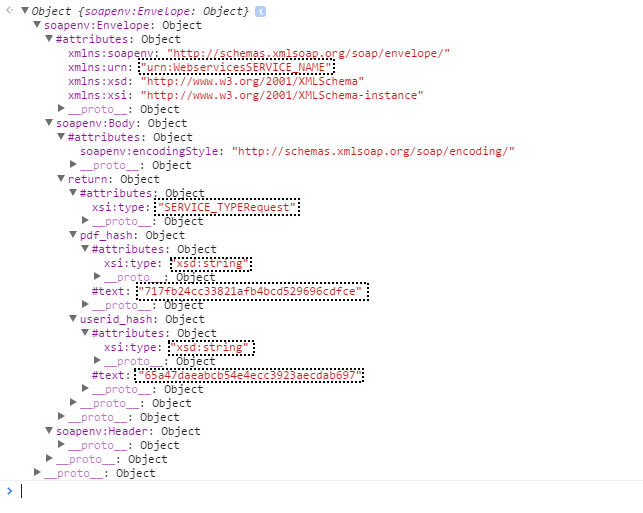 Object {soapenv:Envelope: Object} i
soapenv:Envelope: Object
#attributes: Object
xmlns:soapenv: "http://schemas.xmlsoap.org/soap/envelope/"
xmlns:urn: "urn:WebservicesSERVICE_NAME"
xmlns:xsd: "http://www.w3.org/2001/XMLSchema"
xmlns:xsi: "http://www.w3.org/2001/XMLSchema-instance"
__proto__: Object
soapenv:Body: Object
#attributes: Object
soapenv:encodingStyle: "http://schemas.xmlsoap.org/soap/encoding/"
__proto__: Object
return: Object
#attributes: Object
xsi:type: "SERVICE_TYPERequest"
__proto__: Object
pdf_hash: Object
#attributes: Object
xsi:type: "xsd:string"
__proto__: Object
#text: "717fb24cc33821afb4bcd529696cdfce"
__proto__: Object
userid_hash: Object
#attributes: Object
xsi:type: "xsd:string"
__proto__: Object
#text: "65a47daeabcb54e4ecc3923aecdab697"
__proto__: Object
__proto__: Object
__proto__: Object
soapenv:Header: Object
__proto__: Object
__proto__: Object
__proto__: Object